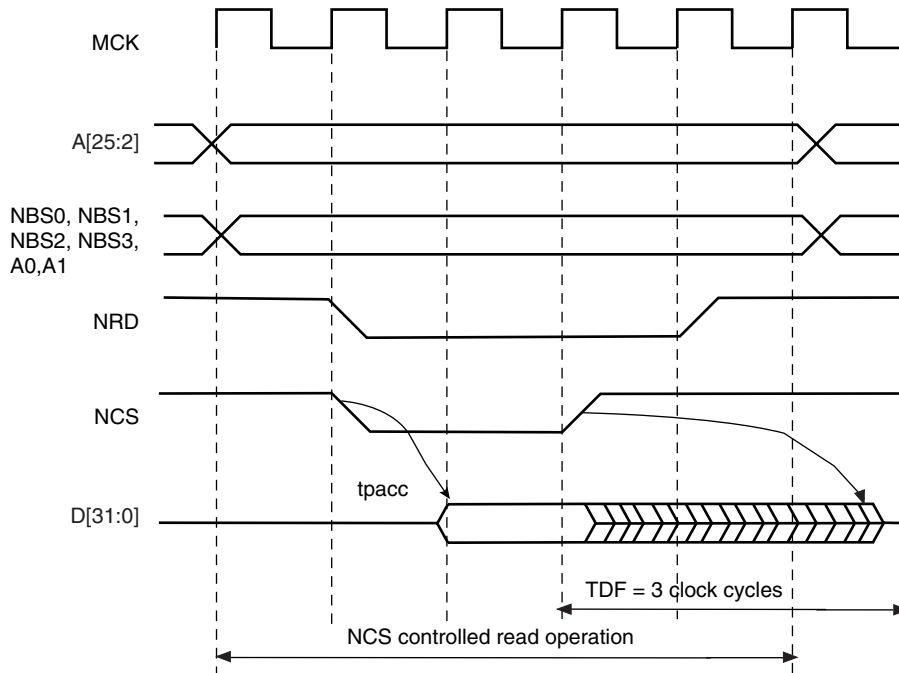 MCK
A[25:2]
NBS0, NBS1,
NBS2, NBS3,
A0,A1
NRD
NCS
tpacc
D[31:0]
TDF = 3 clock cycles
NCS controlled read operation